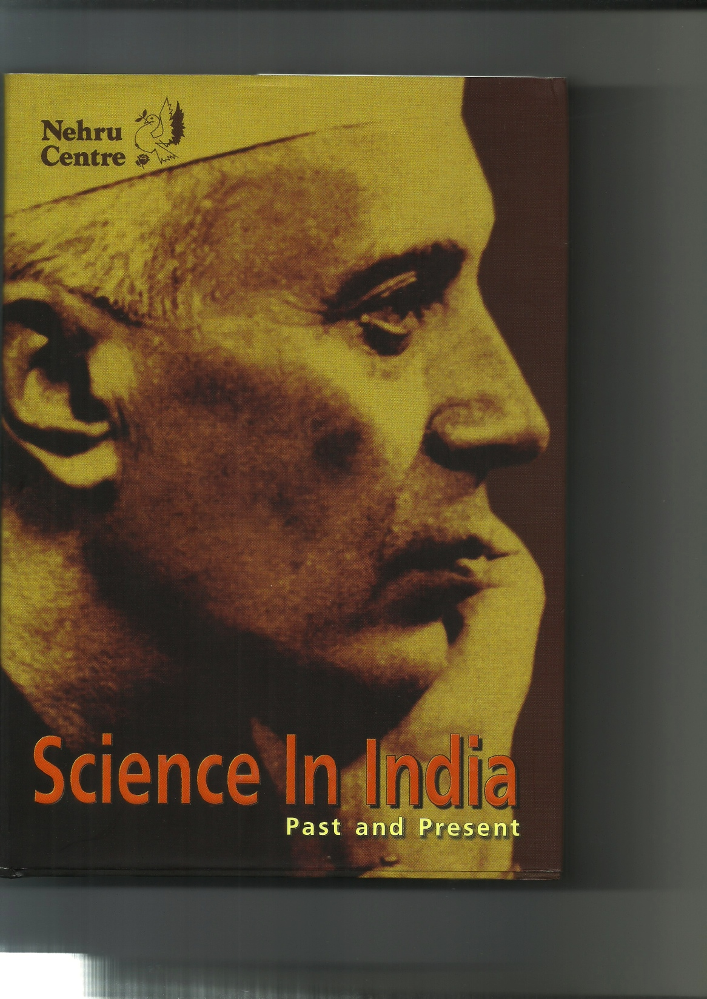 Nehru
Centre
Science In India
Past and Present